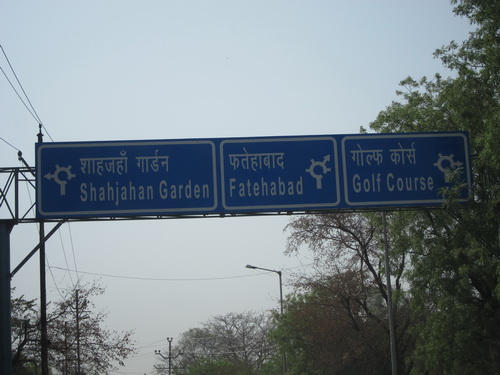 शाहजहाँ गार्डन
Shahjahan Garden
फतेहाबाद
Fatehabad
गोल्फ कोर्स
Golf Course